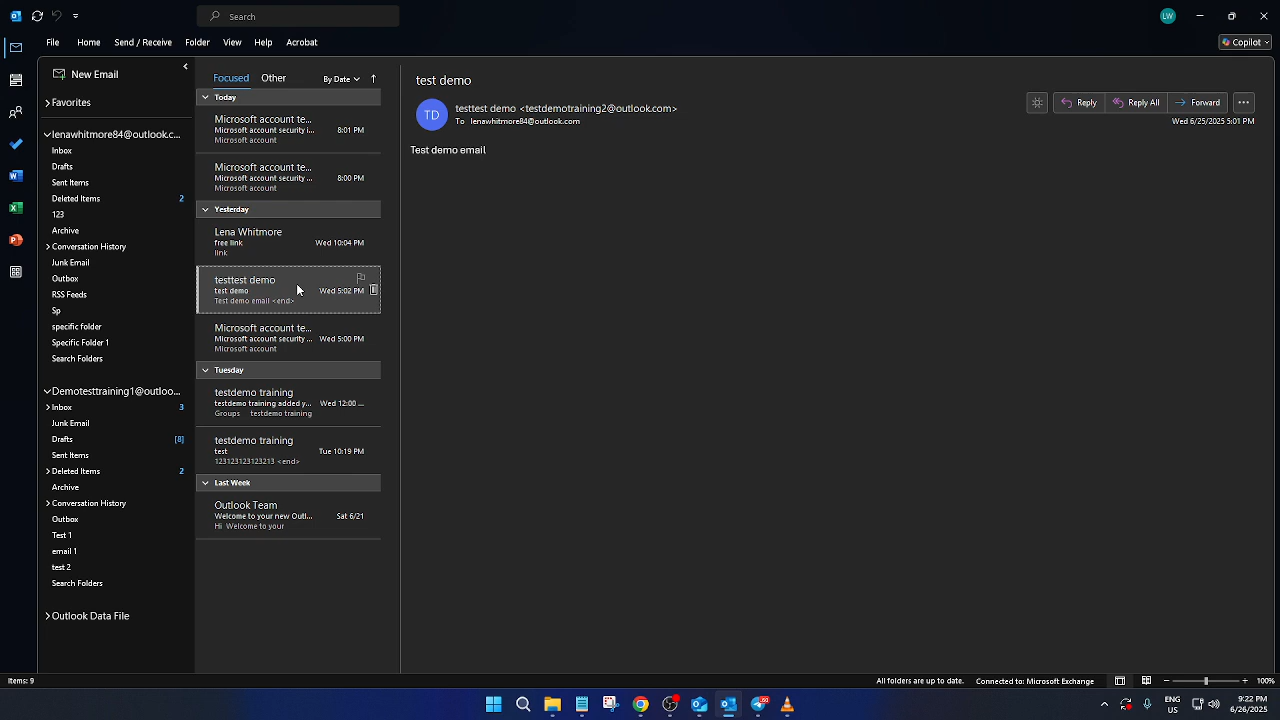 Search
LW
File Home Send / Receive Folder View Help Acrobat
Copilot
New Email
Favorites
lenawhitmore84@outlook.c...
Inbox
Drafts
Sent Items
Deleted Items 2
123
Archive
Conversation History
Junk Email
Outbox
RSS Feeds
Sp
specific folder
Specific Folder 1
Search Folders
Demotesttraining1@outloo...
Inbox 3
Junk Email
Drafts [8]
Sent Items
Deleted Items 2
Archive
Conversation History
Outbox
Test 1
email 1
test 2
Search Folders
Outlook Data File
Focused Other By Date
Today
Microsoft account te...
Microsoft account security i... 8:01 PM
Microsoft account
Microsoft account te...
Microsoft account security ... 8:00 PM
Microsoft account
Yesterday
Lena Whitmore
free link Wed 10:04 PM
link
testtest demo
test demo Wed 5:02 PM
Test demo email <end>
Microsoft account te...
Microsoft account security ... Wed 5:00 PM
Microsoft account
Tuesday
testdemo training
testdemo training added y... Wed 12:00 ...
Groups testdemo training
testdemo training
test Tue 10:19 PM
123123123123213 <end>
Last Week
Outlook Team
Welcome to your new Outl... Sat 6/21
Hi Welcome to your
test demo
TD
testtest demo <testdemotraining2@outlook.com>
To lenawhitmore84@outlook.com
Reply Reply All Forward
Wed 6/25/2025 5:01 PM
Test demo email
Items: 9
All folders are up to date. Connected to: Microsoft Exchange 100%
ENG
US
9:22 PM
6/26/2025